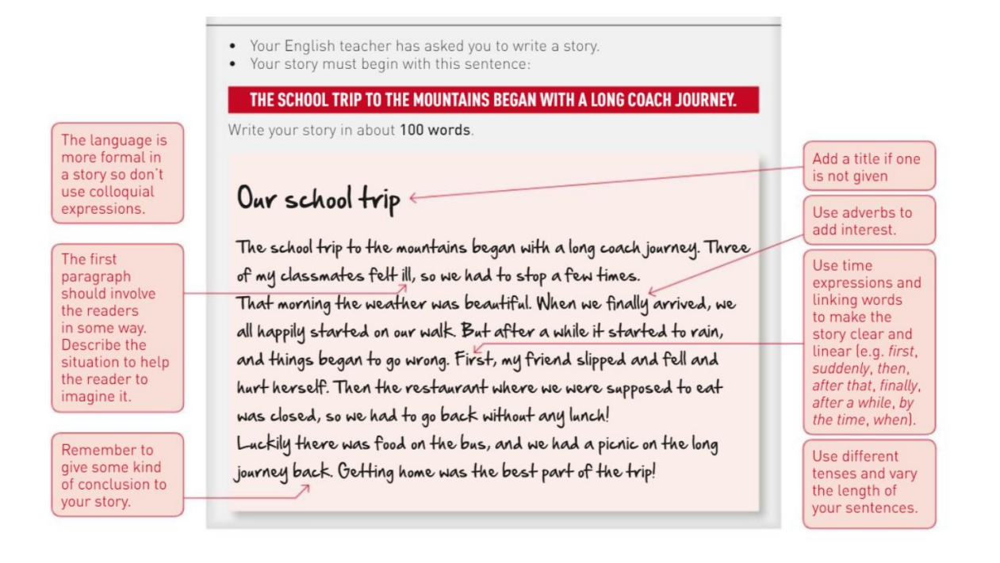 • Your English teacher has asked you to write a story.
• Your story must begin with this sentence:
THE SCHOOL TRIP TO THE MOUNTAINS BEGAN WITH A LONG COACH JOURNEY.
Write your story in about 100 words.
The language is
more formal in
a story so don't
use colloquial
expressions.
The first
paragraph
should involve
the readers
in some way.
Describe the
situation to help
the reader to
imagine it.
Remember to
give some kind
of conclusion to
your story.
Our school trip
The school trip to the mountains began with a long coach journey. Three
of my classmates felt ill, so we had to stop a few times.
That morning the weather was beautiful. When we finally arrived, we
all happily started on our walk. But after a while it started to rain,
and things began to go wrong. First, my friend slipped and fell and
hurt herself. Then the restaurant where we were supposed to eat
was closed, so we had to go back without any lunch!
Luckily there was food on the bus, and we had a picnic on the long
journey back. Getting home was the best part of the trip!
Add a title if one
is not given
Use adverbs to
add interest.
Use time
expressions and
linking words
to make the
story clear and
linear (e.g. first,
suddenly, then,
after that, finally,
after a while, by
the time, when).
Use different
tenses and vary
the length of
your sentences.